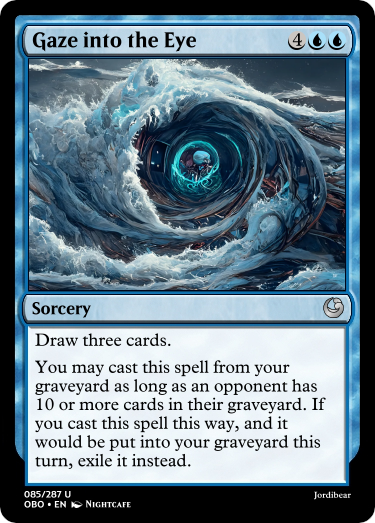 Gaze into the Eye 4
Sorcery
Draw three cards.
You may cast this spell from your
graveyard as long as an opponent has
10 or more cards in their graveyard. If
you cast this spell this way, and it
would be put into your graveyard this
turn, exile it instead.
085/287 U
OBO • EN Nightcafe
Jordibear